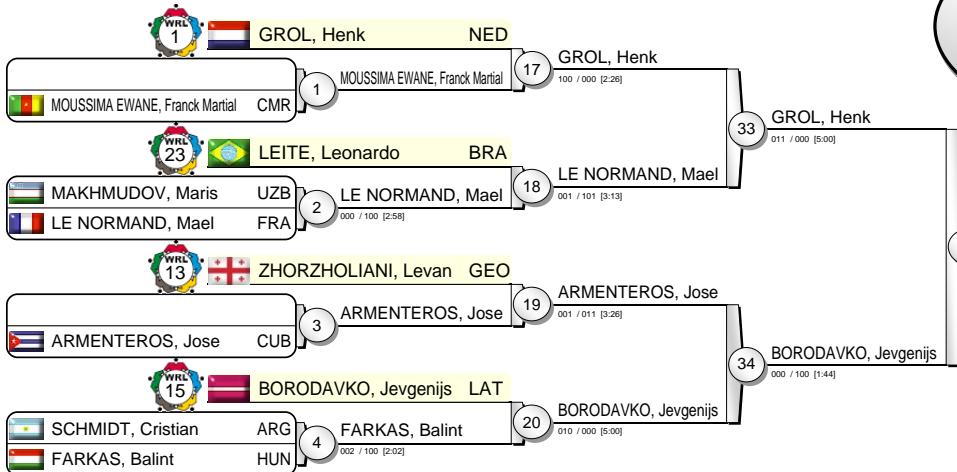 WRL
1
GROL, Henk NED
MOUSSIMA EWANE, Franck Martial CMR
1
MOUSSIMA EWANE, Franck Martial
17
GROL, Henk
100 / 000 [2:26]
WRL
23
LEITE, Leonardo BRA
MAKHMUDOV, Maris UZB
LE NORMAND, Mael FRA
2
LE NORMAND, Mael
000 / 100 [2:58]
18
LE NORMAND, Mael
001 / 101 [3:13]
33
GROL, Henk
011 / 000 [5:00]
WRL
13
ZHORZHOLIANI, Levan GEO
ARMENTEROS, Jose CUB
3
ARMENTEROS, Jose
19
ARMENTEROS, Jose
001 / 011 [3:26]
WRL
15
BORODAVKO, Jevgenijs LAT
SCHMIDT, Cristian ARG
FARKAS, Balint HUN
4
FARKAS, Balint
002 / 100 [2:02]
20
BORODAVKO, Jevgenijs
010 / 000 [5:00]
34
BORODAVKO, Jevgenijs
000 / 100 [1:44]